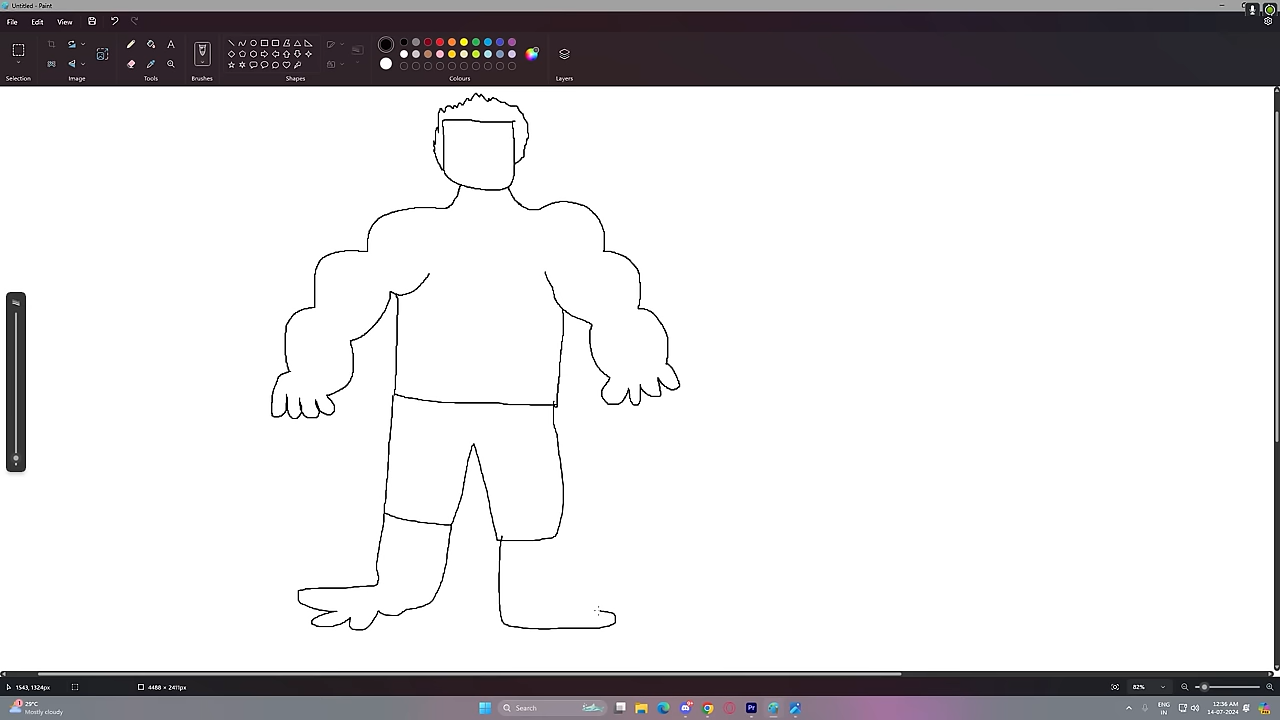 Untitled - Paint
File Edit View
Selection Image Tools Brushes Shapes Colours Layers
1543, 1324px 4488 × 2411px 82%
29°C
Mostly cloudy
Search
ENG
IN
12:36 AM
14-07-2024